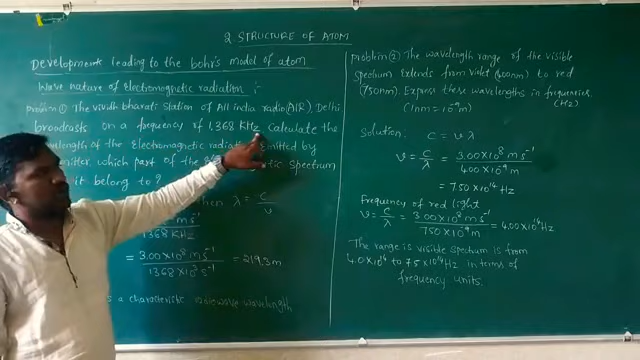 2. STRUCTURE OF ATOM
Development leading to the bohr's model of atom
Wave nature of Electromagnetic radiation :-
problem ① The Vividh bharati Station of All india radio (AIR), Delhi
broadcasts on a frequency of 1,368 KHz calculate the
wavelength of the electromagnetic radiation emitted by
which part of the Spectrum
it belong to ?
when λ = C/ν
1368 KHz
= 3.00×10⁸ m s⁻¹ / 1368×10³ s⁻¹ = 219.3 m
is a characteristic radiowave wavelength
problem ② The wavelength range of the visible
Spectrum Extends from violet (400nm) to red
(750nm). Express these wavelengths in frequencies
(Hz)
(1nm = 10⁻⁹ m)
Solution: C = ν λ
ν = C/λ = 3.00×10⁸ m s⁻¹ / 4.00×10⁹ m
= 7.50×10¹⁴ Hz
Frequency of red light
ν = C/λ = 3.00×10⁸ m s⁻¹ / 750×10⁹ m = 4.00×10¹⁴ Hz
The range is visible spectrum is from
4.0×10¹⁴ to 7.5×10¹⁴ Hz in terms of
frequency units.